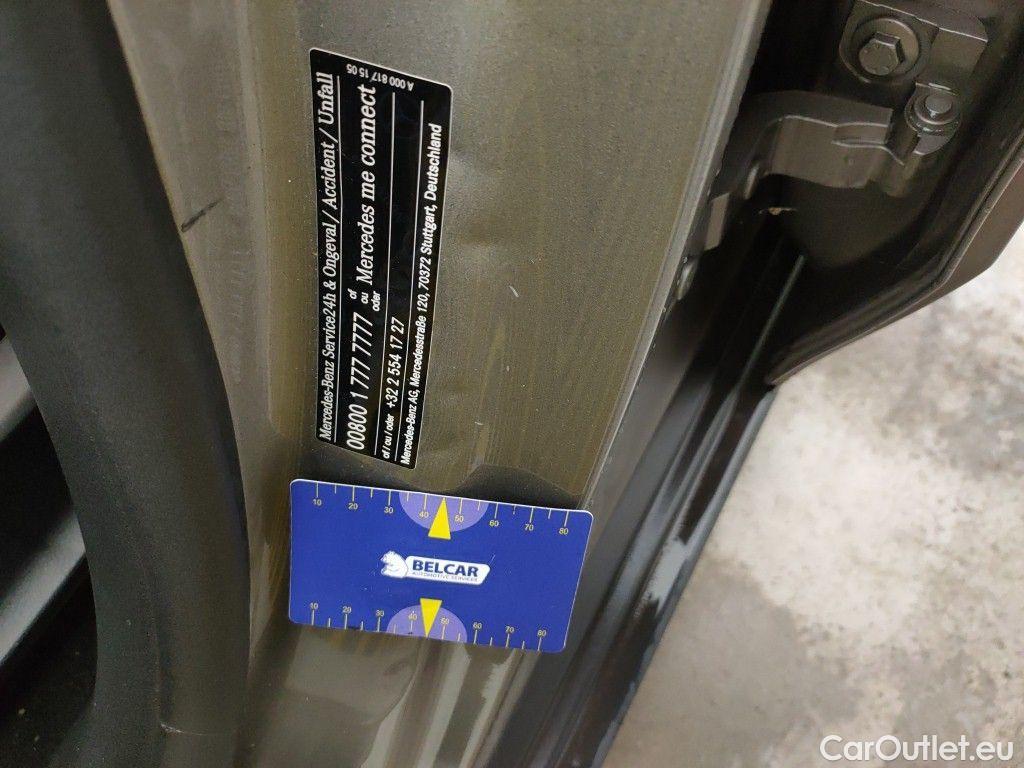 A 000 817 15 05
Mercedes-Benz Service24h & Ongeval/Accident/Unfall
00800 1 777 7777 of ou oder Mercedes me connect
of / ou / oder +32 2 554 17 27
Mercedes-Benz AG, Mercedesstraße 120, 70372 Stuttgart, Deutschland
10 20 30 40 50 60 70 80
BELCAR
AUTOMOTIVE SERVICES
10 20 30 40 50 60 70 80
CarOutlet.eu